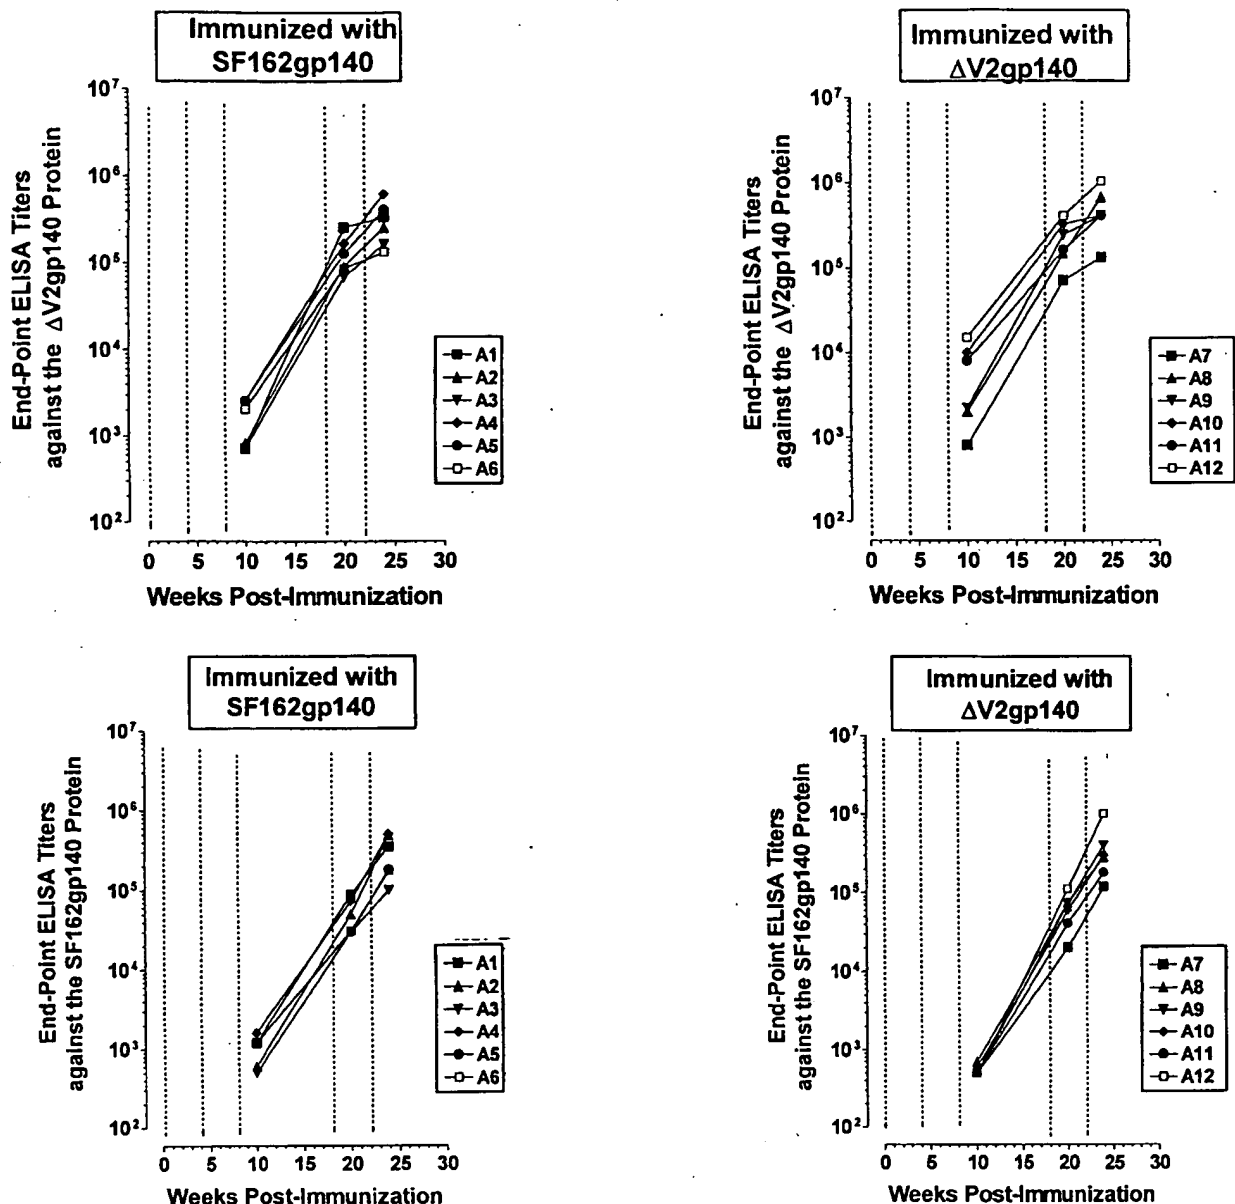 Immunized with
SF162gp140
End-Point ELISA Titers
against the ΔV2gp140 Protein
10⁷
10⁶
10⁵
10⁴
10³
10²
0 5 10 15 20 25 30
Weeks Post-Immunization
A1
A2
A3
A4
A5
A6
Immunized with
ΔV2gp140
End-Point ELISA Titers
against the ΔV2gp140 Protein
10⁷
10⁶
10⁵
10⁴
10³
10²
0 5 10 15 20 25 30
Weeks Post-Immunization
A7
A8
A9
A10
A11
A12
Immunized with
SF162gp140
End-Point ELISA Titers
against the SF162gp140 Protein
10⁷
10⁶
10⁵
10⁴
10³
10²
0 5 10 15 20 25 30
Weeks Post-Immunization
A1
A2
A3
A4
A5
A6
Immunized with
ΔV2gp140
End-Point ELISA Titers
against the SF162gp140 Protein
10⁷
10⁶
10⁵
10⁴
10³
10²
0 5 10 15 20 25 30
Weeks Post-Immunization
A7
A8
A9
A10
A11
A12